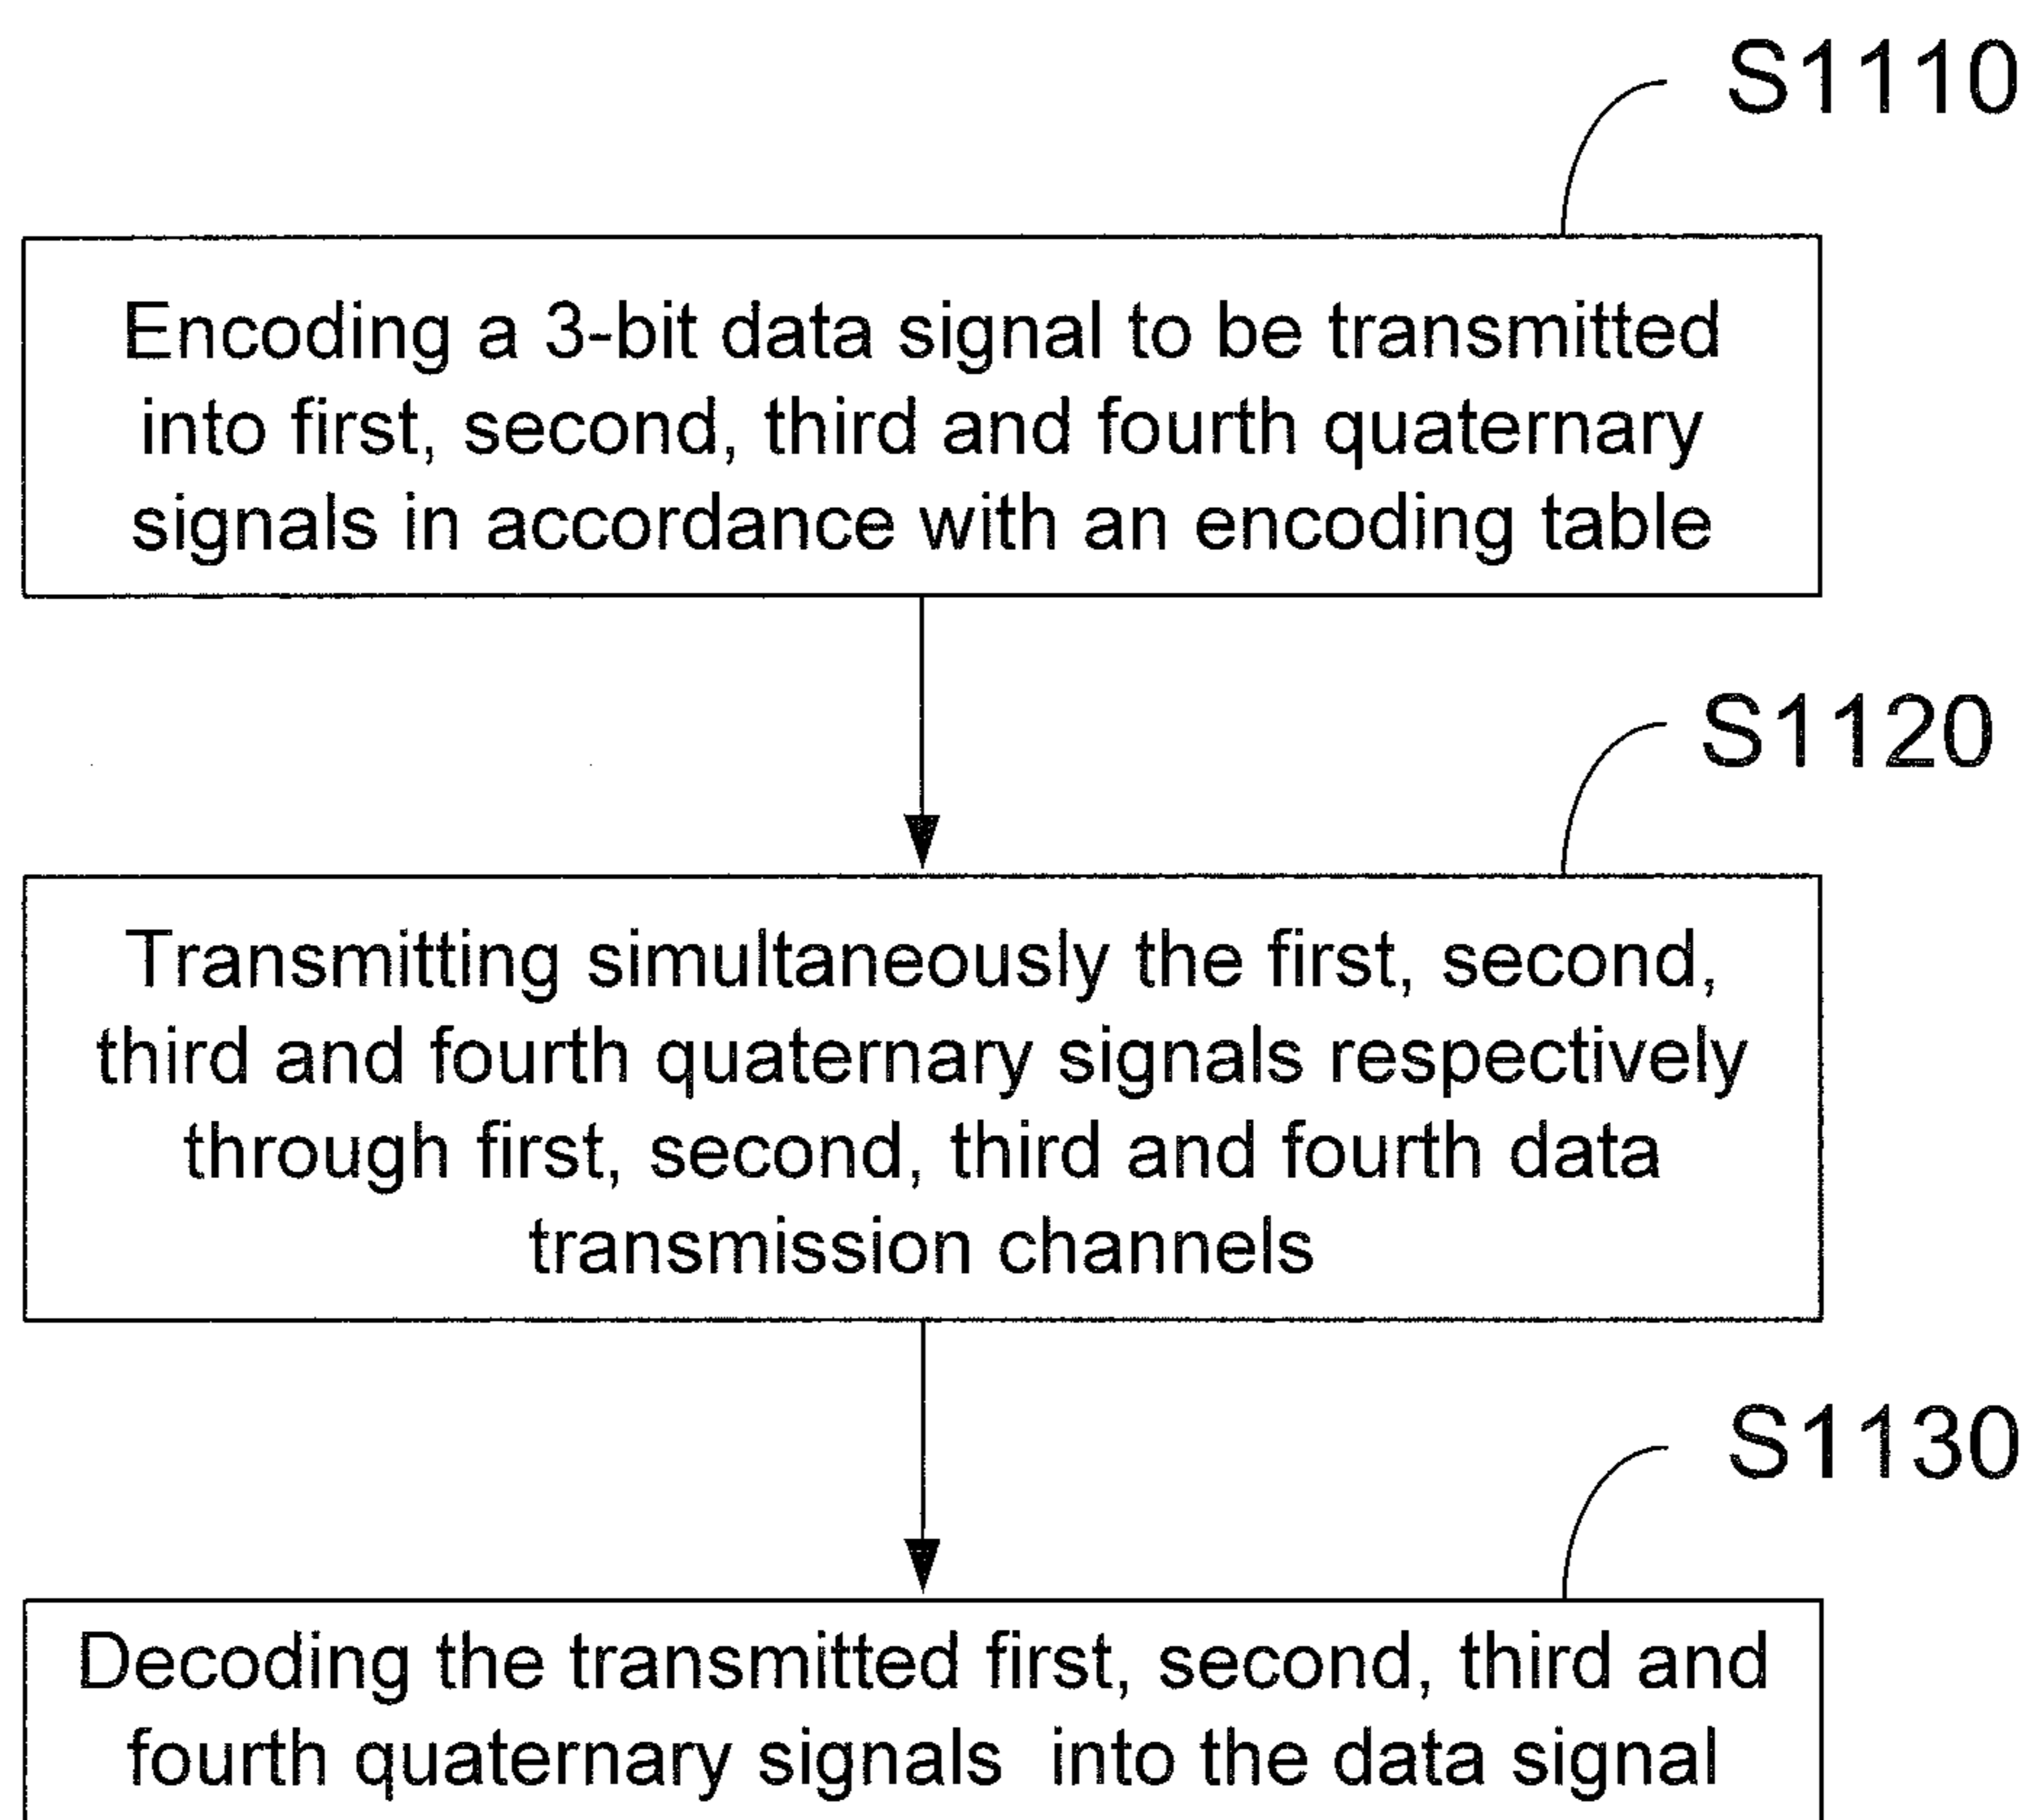 S1110
Encoding a 3-bit data signal to be transmitted
into first, second, third and fourth quaternary
signals in accordance with an encoding table
S1120
Transmitting simultaneously the first, second,
third and fourth quaternary signals respectively
through first, second, third and fourth data
transmission channels
S1130
Decoding the transmitted first, second, third and
fourth quaternary signals into the data signal